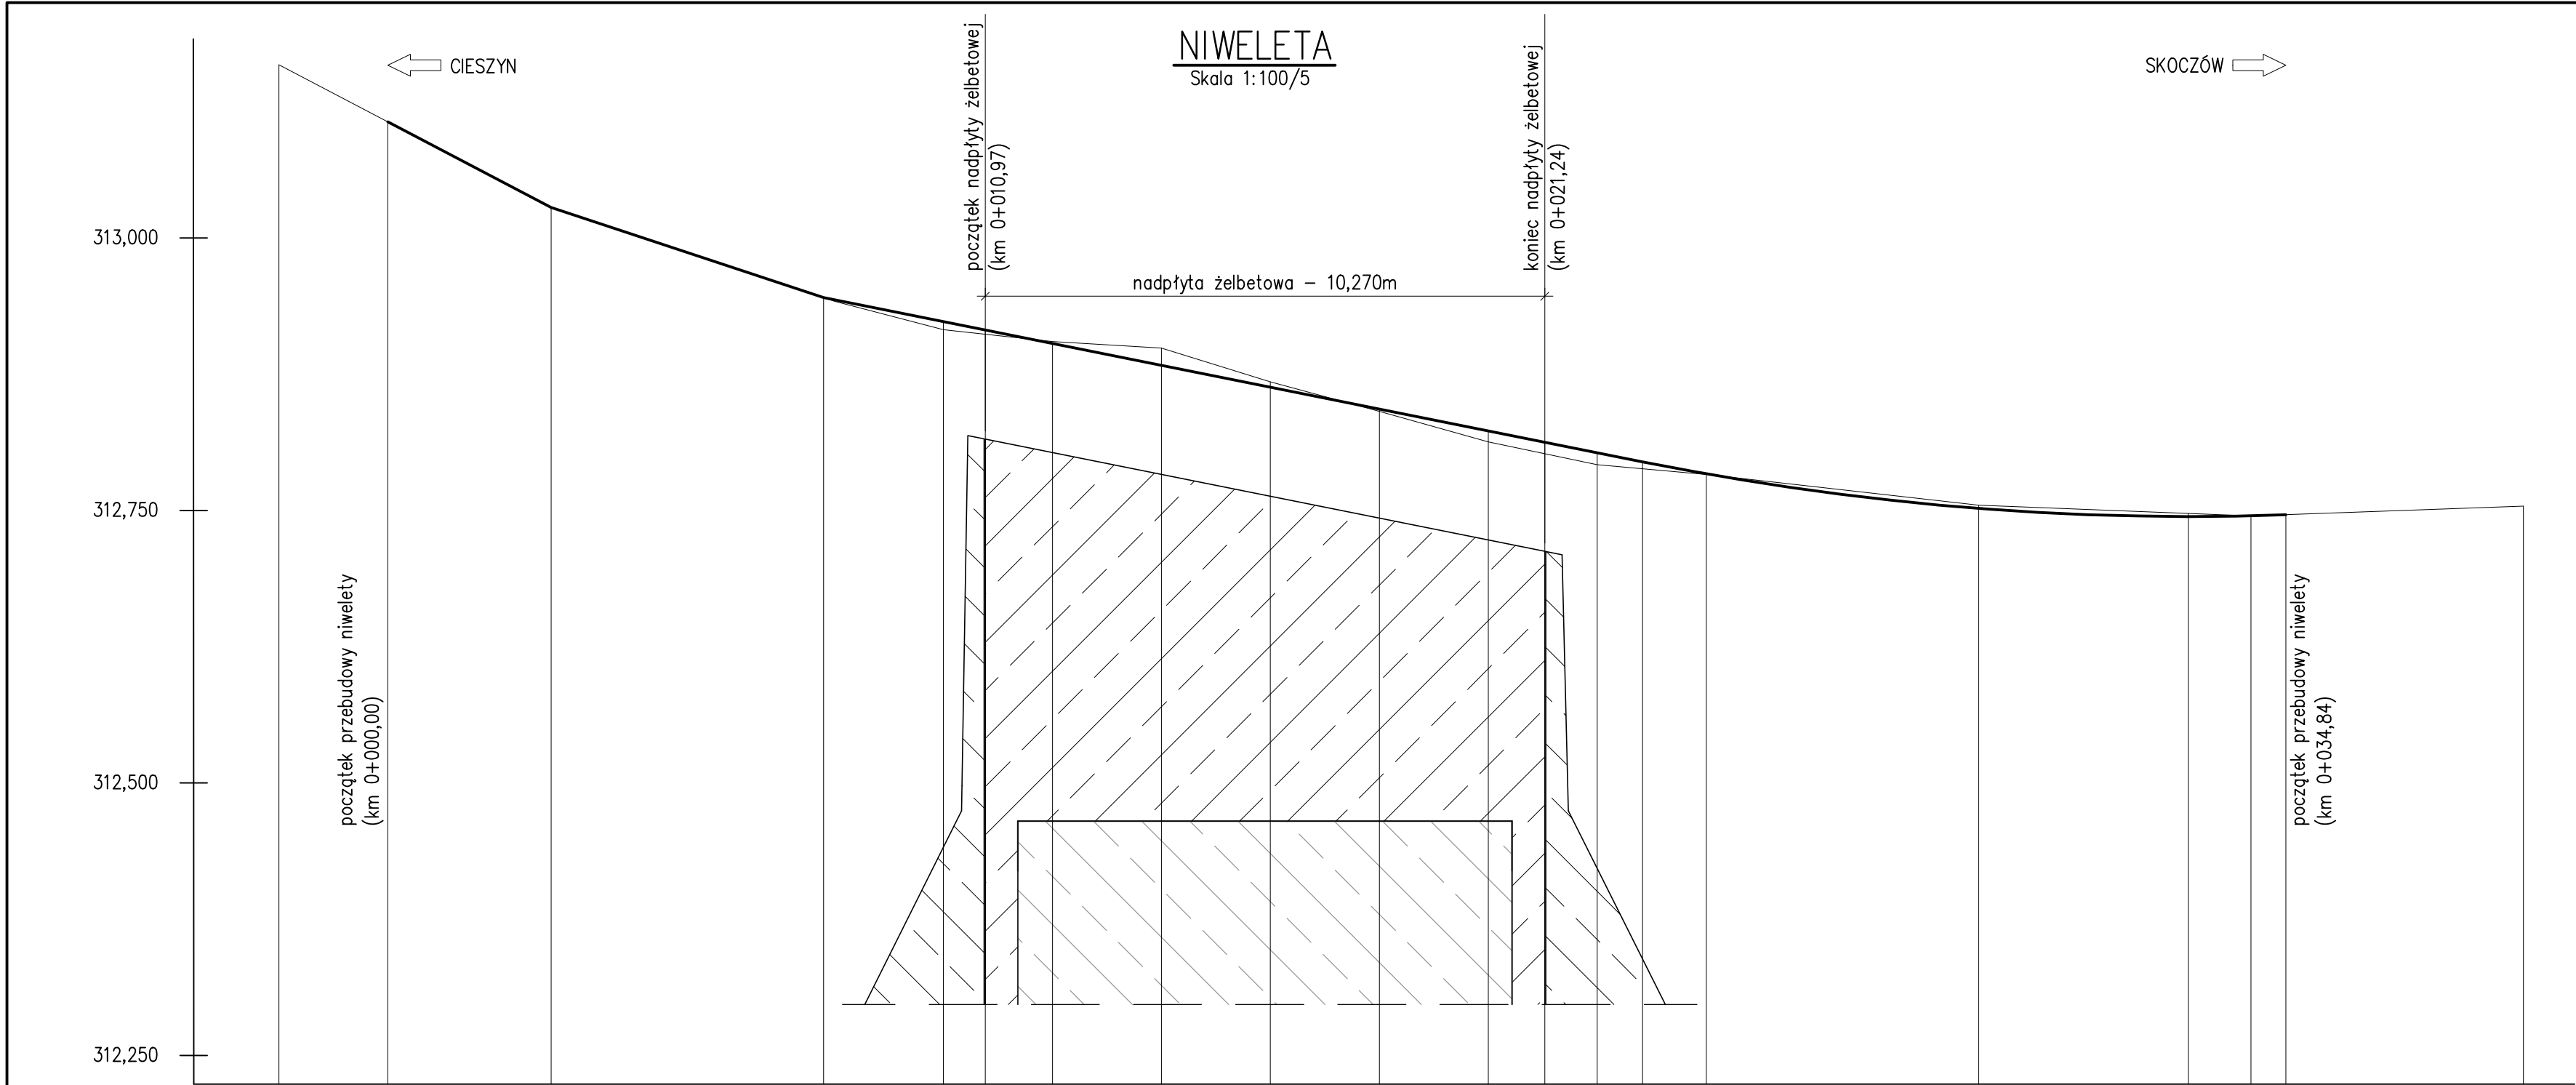 NIWELETA
Skala 1:100/5
CIESZYN
SKOCZÓW
początek nadpłyty żelbetowej
(km 0+010,97)
koniec nadpłyty żelbetowej
(km 0+021,24)
nadpłyta żelbetowa – 10,270m
313,000
312,750
312,500
312,250
początek przebudowy niwelety
(km 0+000,00)
początek przebudowy niwelety
(km 0+034,84)